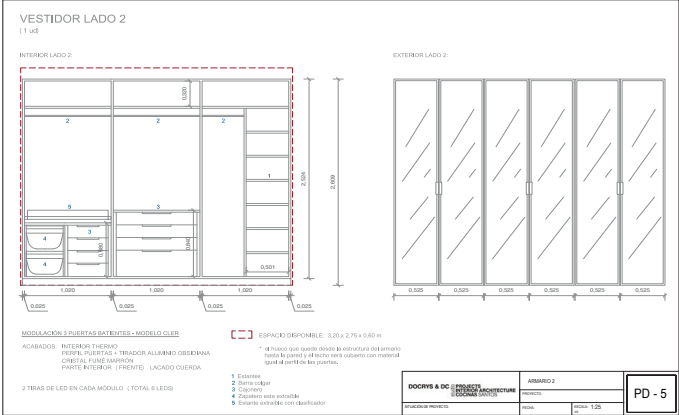 VESTIDOR LADO 2
( 1 ud)
INTERIOR LADO 2:
EXTERIOR LADO 2:
0,320
2
2
2
1
2,524
2,609
5
3
3
4
4
0,840
0,501
1,020
1,020
1,020
0,025
0,025
0,025
0,025
0,525
0,525
0,525
0,525
0,525
0,525
MODULACIÓN 3 PUERTAS BATIENTES - MODELO CLER
ACABADOS: INTERIOR THERMO
PERFIL PUERTAS + TIRADOR ALUMINIO OBSIDIANA
CRISTAL FUMÉ MARRÓN
PARTE INTERIOR ( FRENTE) LACADO CUERDA
2 TIRAS DE LED EN CADA MÓDULO ( TOTAL 6 LEDS)
ESPACIO DISPONIBLE: 3,20 x 2,75 x 0,60 m
* el hueco que quede desde la estructura del armario
hasta la pared y el techo será cubierto con material
igual al perfil de las puertas.
1 Estantes
2 Barra colgar
3 Cajonero
4 Zapatero este extraíble
5 Estante extraíble con clasificador
DOCRYS & DC PROJECTS
INTERIOR ARCHITECTURE
COCINAS SANTOS
ARMARIO 2
PROYECTO:
SITUACIÓN DE PROYECTO:
FECHA:
ESCALA: 1:25
PD - 5